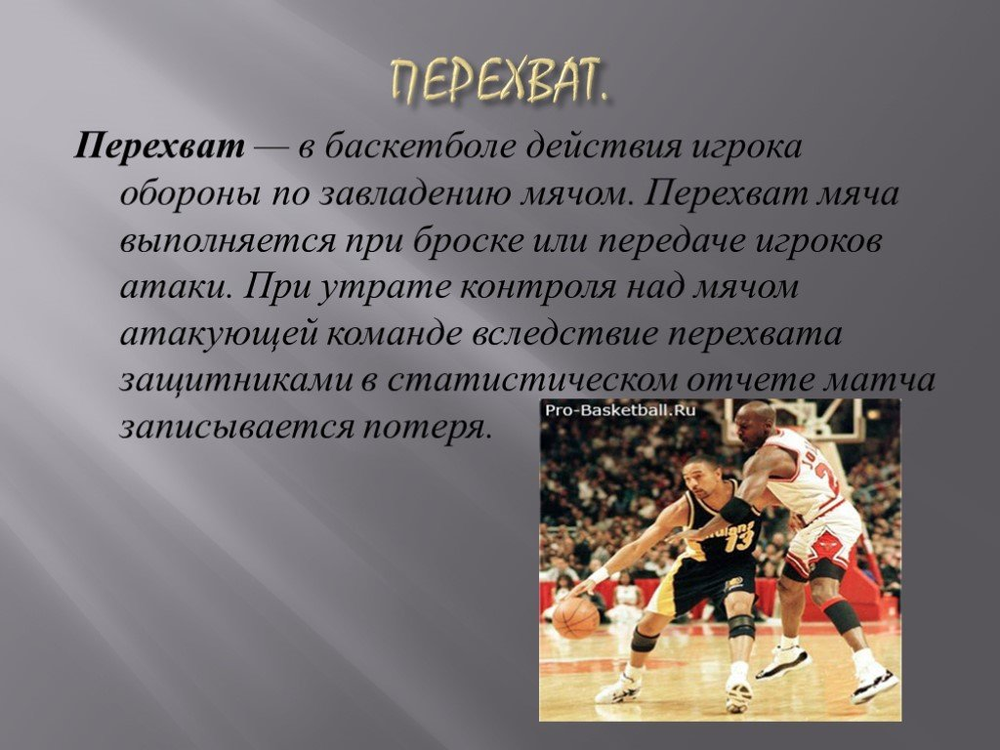 ПЕРЕХВАТ.
Перехват — в баскетболе действия игрока
обороны по завладению мячом. Перехват мяча
выполняется при броске или передаче игроков
атаки. При утрате контроля над мячом
атакующей команде вследствие перехвата
защитниками в статистическом отчете матча
записывается потеря.
Pro-Basketball.Ru
13